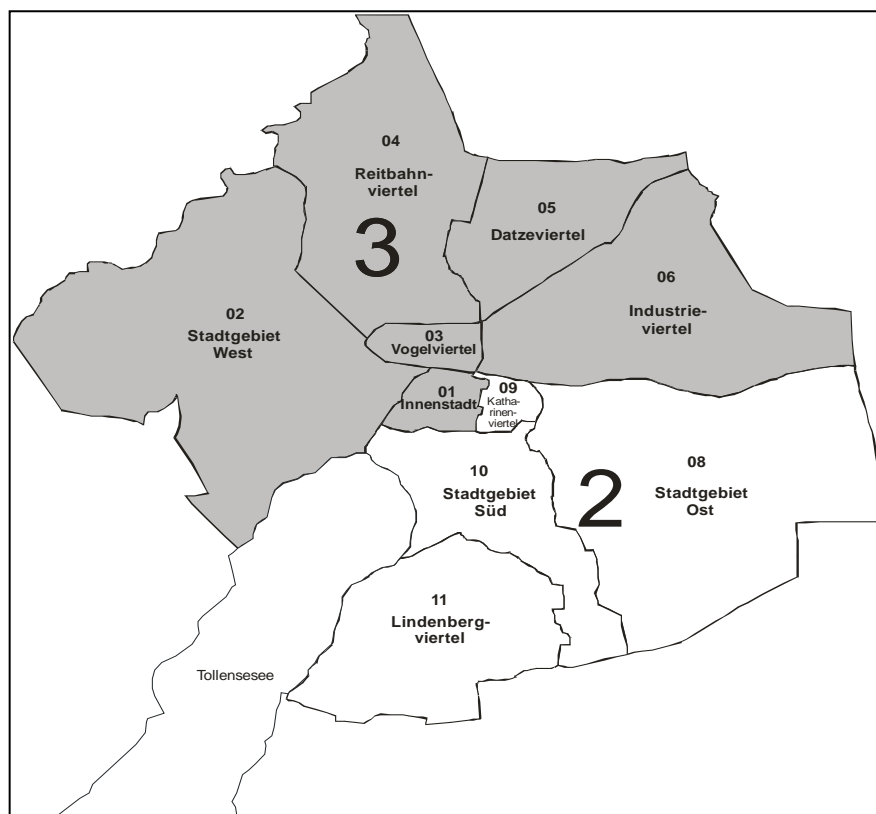 04
Reitbahn-
viertel
3
05
Datzeviertel
06
Industrie-
viertel
02
Stadtgebiet
West
03
Vogelviertel
01
Innenstadt
09
Katha-
rinen-
viertel
10
Stadtgebiet
Süd
2
08
Stadtgebiet
Ost
11
Lindenberg-
viertel
Tollensesee